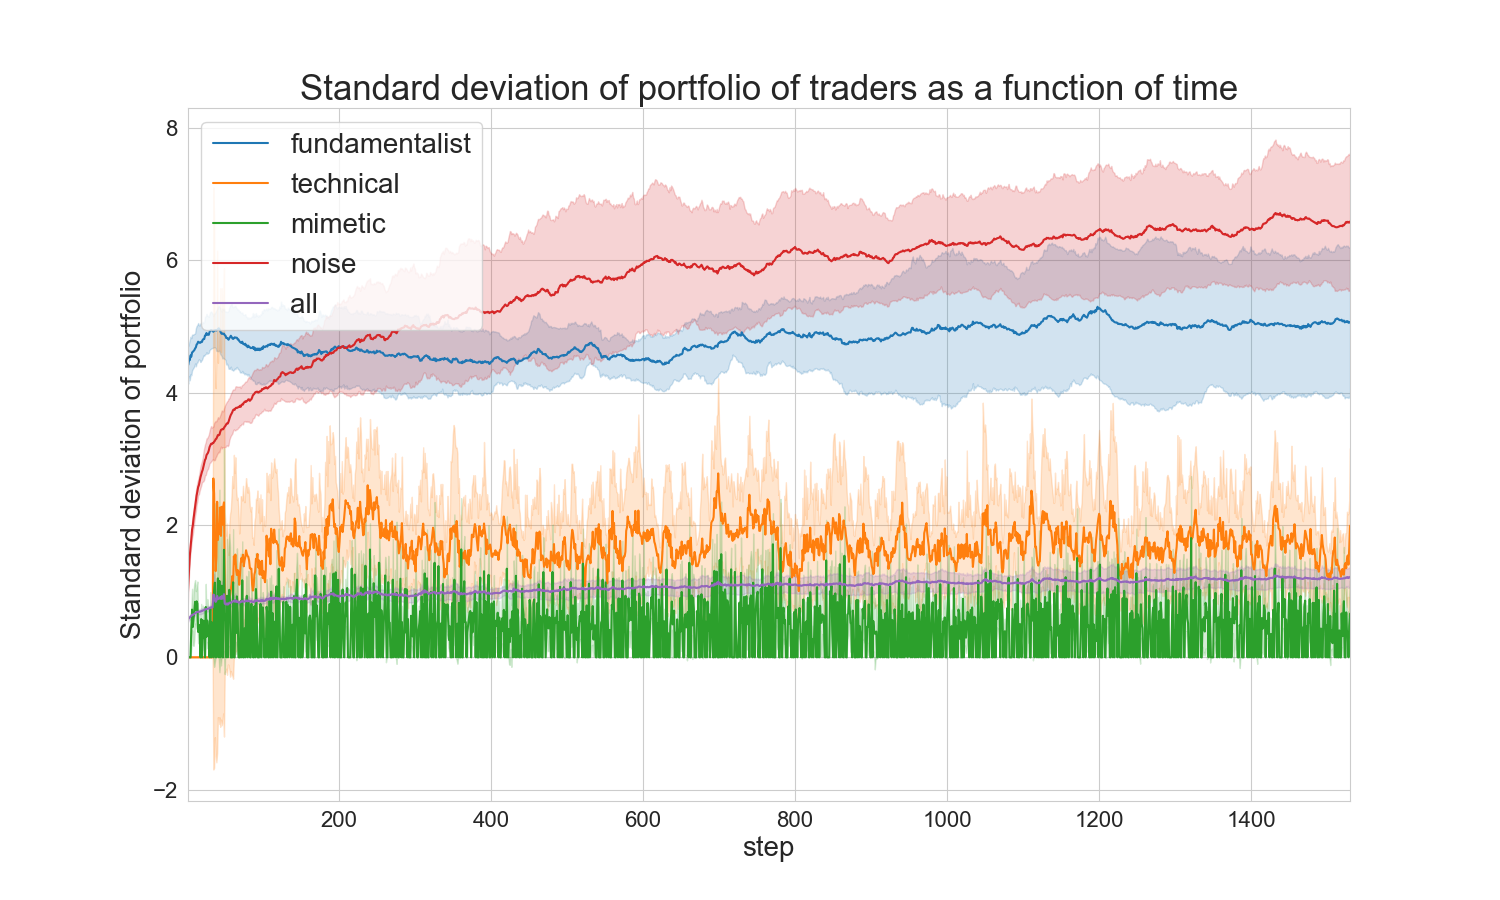 Standard deviation of portfolio of traders as a function of time
fundamentalist
technical
mimetic
noise
all
Standard deviation of portfolio
8
6
4
2
0
−2
200
400
600
800
1000
1200
1400
step